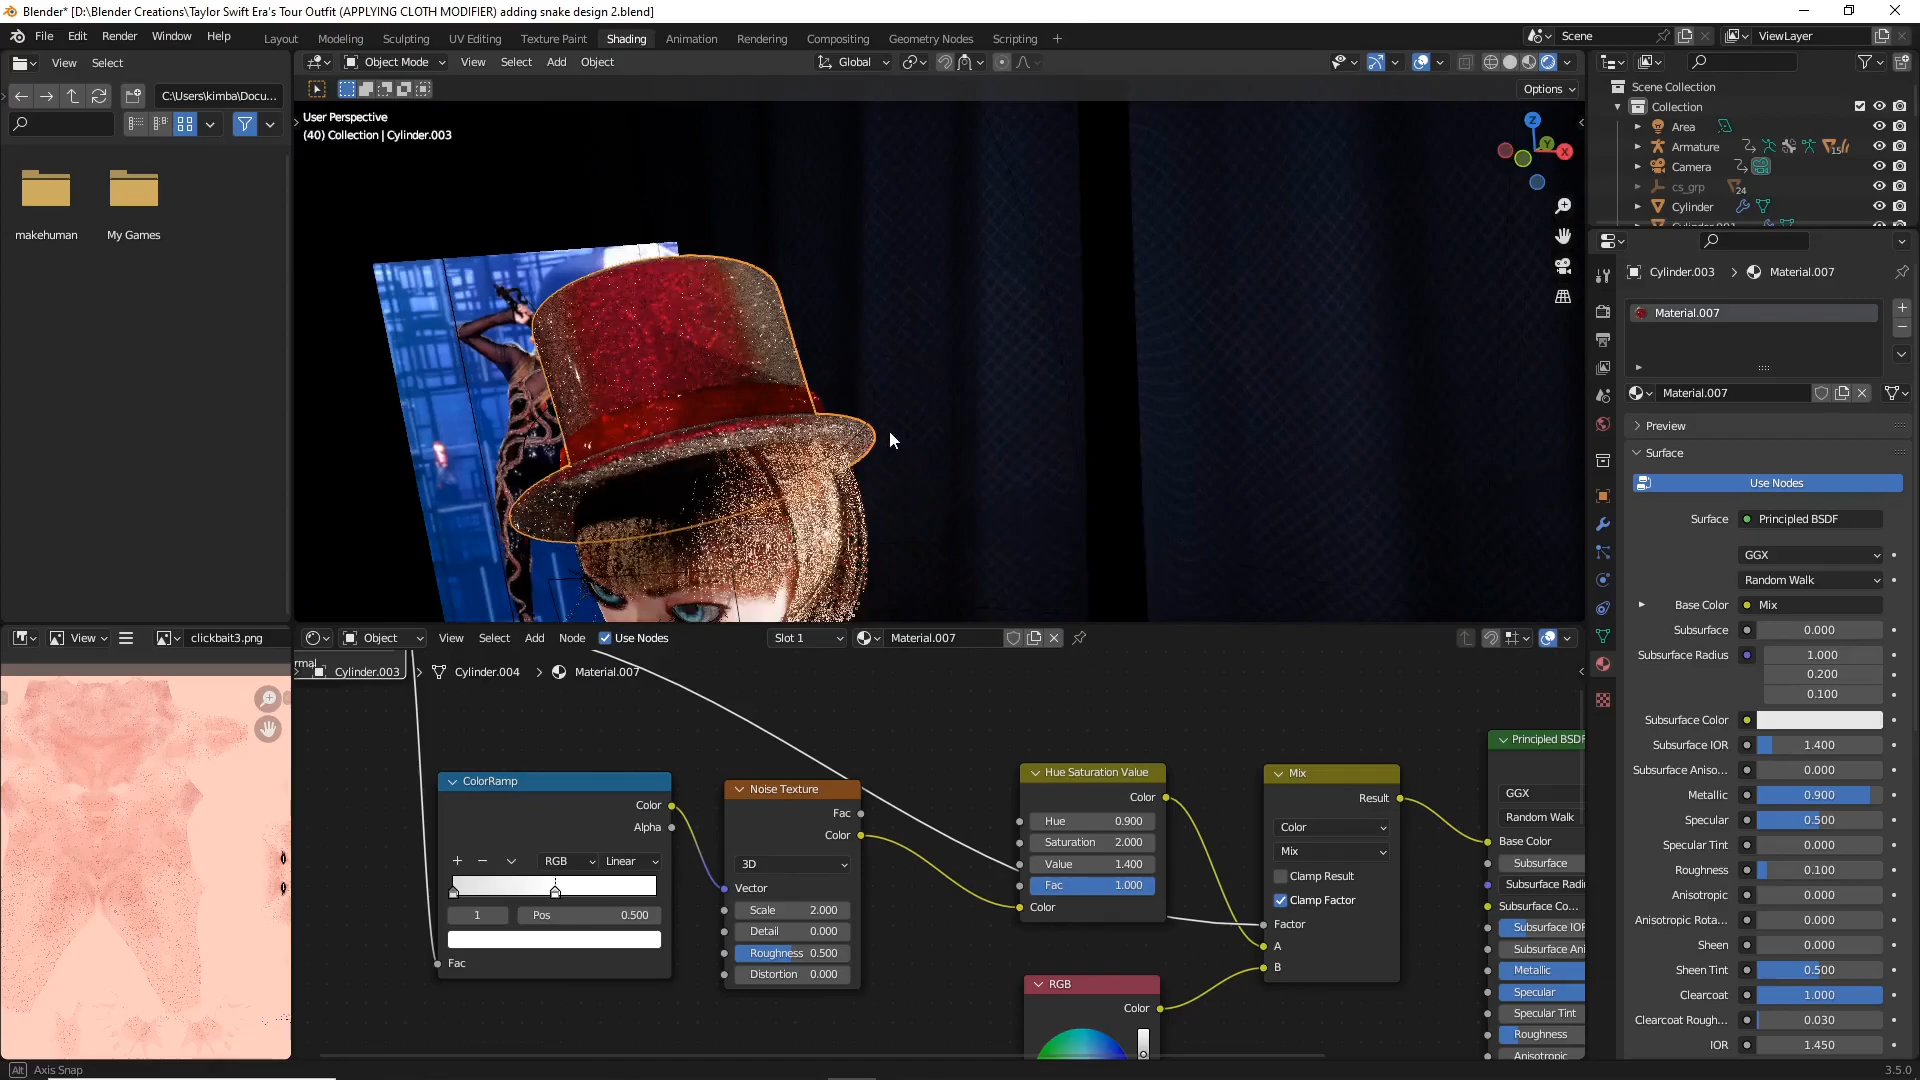 Blender* [D:\Blender Creations\Taylor Swift Era's Tour Outfit (APPLYING CLOTH MODIFIER) adding snake design 2.blend]
File Edit Render Window Help Layout Modeling Sculpting UV Editing Texture Paint Shading Animation Rendering Compositing Geometry Nodes Scripting + Scene ViewLayer
View Select Object Mode View Select Add Object Global
C:\Users\kimba\Docu... Options
makehuman My Games
User Perspective
(40) Collection | Cylinder.003
Z Y X
Scene Collection
Collection
Area
Armature 15
Camera
cs_grp 24
Cylinder
Cylinder.003 > Material.007
Material.007
Material.007
Preview
Surface
Use Nodes
Surface Principled BSDF
GGX
Random Walk
Base Color Mix
Subsurface 0.000
Subsurface Radius 1.000
0.200
0.100
Subsurface Color
Subsurface IOR 1.400
Subsurface Aniso... 0.000
Metallic 0.900
Specular 0.500
Specular Tint 0.000
Roughness 0.100
Anisotropic 0.000
Anisotropic Rota... 0.000
Sheen 0.000
Sheen Tint 0.500
Clearcoat 1.000
Clearcoat Rough... 0.030
IOR 1.450
View clickbait3.png
Object View Select Add Node Use Nodes Slot 1 Material.007
rmal
Cylinder.003 > Cylinder.004 > Material.007
ColorRamp
Color
Alpha
+ − RGB Linear
1 Pos 0.500
Fac
Noise Texture
Fac
Color
3D
Vector
Scale 2.000
Detail 0.000
Roughness 0.500
Distortion 0.000
Hue Saturation Value
Color
Hue 0.900
Saturation 2.000
Value 1.400
Fac 1.000
Color
RGB
Color
Mix
Result
Color
Mix
Clamp Result
Clamp Factor
Factor
A
B
Principled BSDF
GGX
Random Walk
Base Color
Subsurface
Subsurface Radi
Subsurface Co...
Subsurface IOR
Subsurface Ani
Metallic
Specular
Specular Tint
Roughness
Anisotropic
Alt Axis Snap
3.5.0